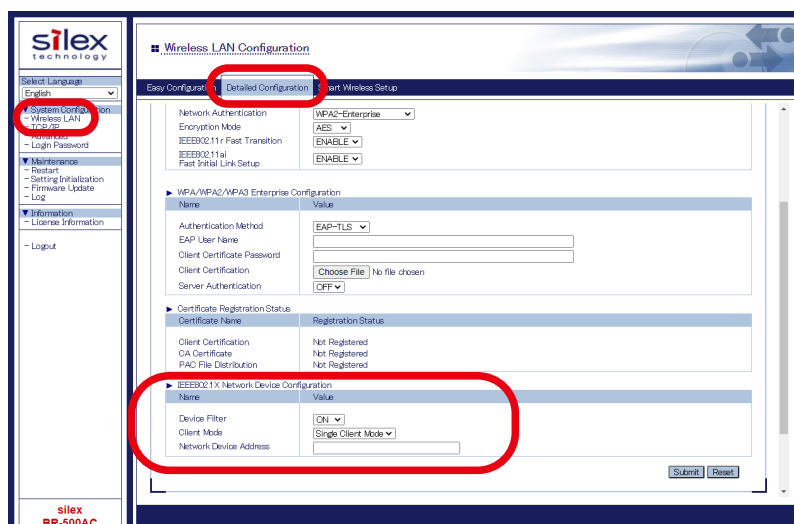 silex
technology
Select Language
English
▼ System Configuration
- Wireless LAN
- TCP/IP
- Advanced
- Login Password
▼ Maintenance
- Restart
- Setting Initialization
- Firmware Update
- Log
▼ Information
- License Information
- Logout
silex
BR-500AC
Wireless LAN Configuration
Easy Configuration Detailed Configuration Smart Wireless Setup
Network Authentication WPA2-Enterprise
Encryption Mode AES
IEEE802.11r Fast Transition ENABLE
IEEE802.11ai
Fast Initial Link Setup ENABLE
► WPA/WPA2/WPA3 Enterprise Configuration
Name Value
Authentication Method EAP-TLS
EAP User Name
Client Certificate Password
Client Certification Choose File No file chosen
Server Authentication OFF
► Certificate Registration Status
Certificate Name Registration Status
Client Certification Not Registered
CA Certificate Not Registered
PAC File Distribution Not Registered
► IEEE802.1X Network Device Configuration
Name Value
Device Filter ON
Client Mode Single Client Mode
Network Device Address
Submit Reset